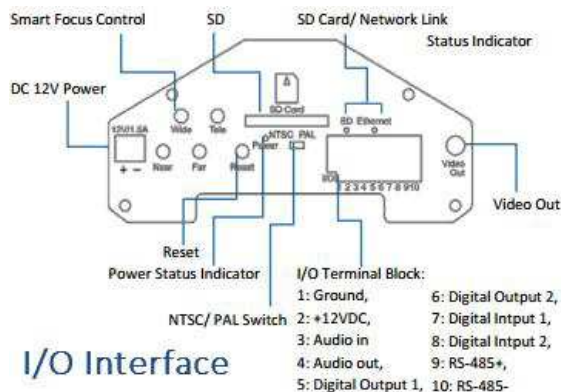 Smart Focus Control
SD
SD Card/ Network Link
Status Indicator
DC 12V Power
SD Card
SD Ethernet
12V/1.5A
Wide
Tele
NTSC PAL
Power
Near
Far
Reset
Video
Out
+ -
I/O
1 2 3 4 5 6 7 8 9 10
Video Out
Reset
Power Status Indicator
NTSC/ PAL Switch
I/O Terminal Block:
1: Ground,
2: +12VDC,
3: Audio in
4: Audio out,
5: Digital Output 1,
6: Digital Output 2,
7: Digital Intput 1,
8: Digital Intput 2,
9: RS-485+,
10: RS-485-
I/O Interface